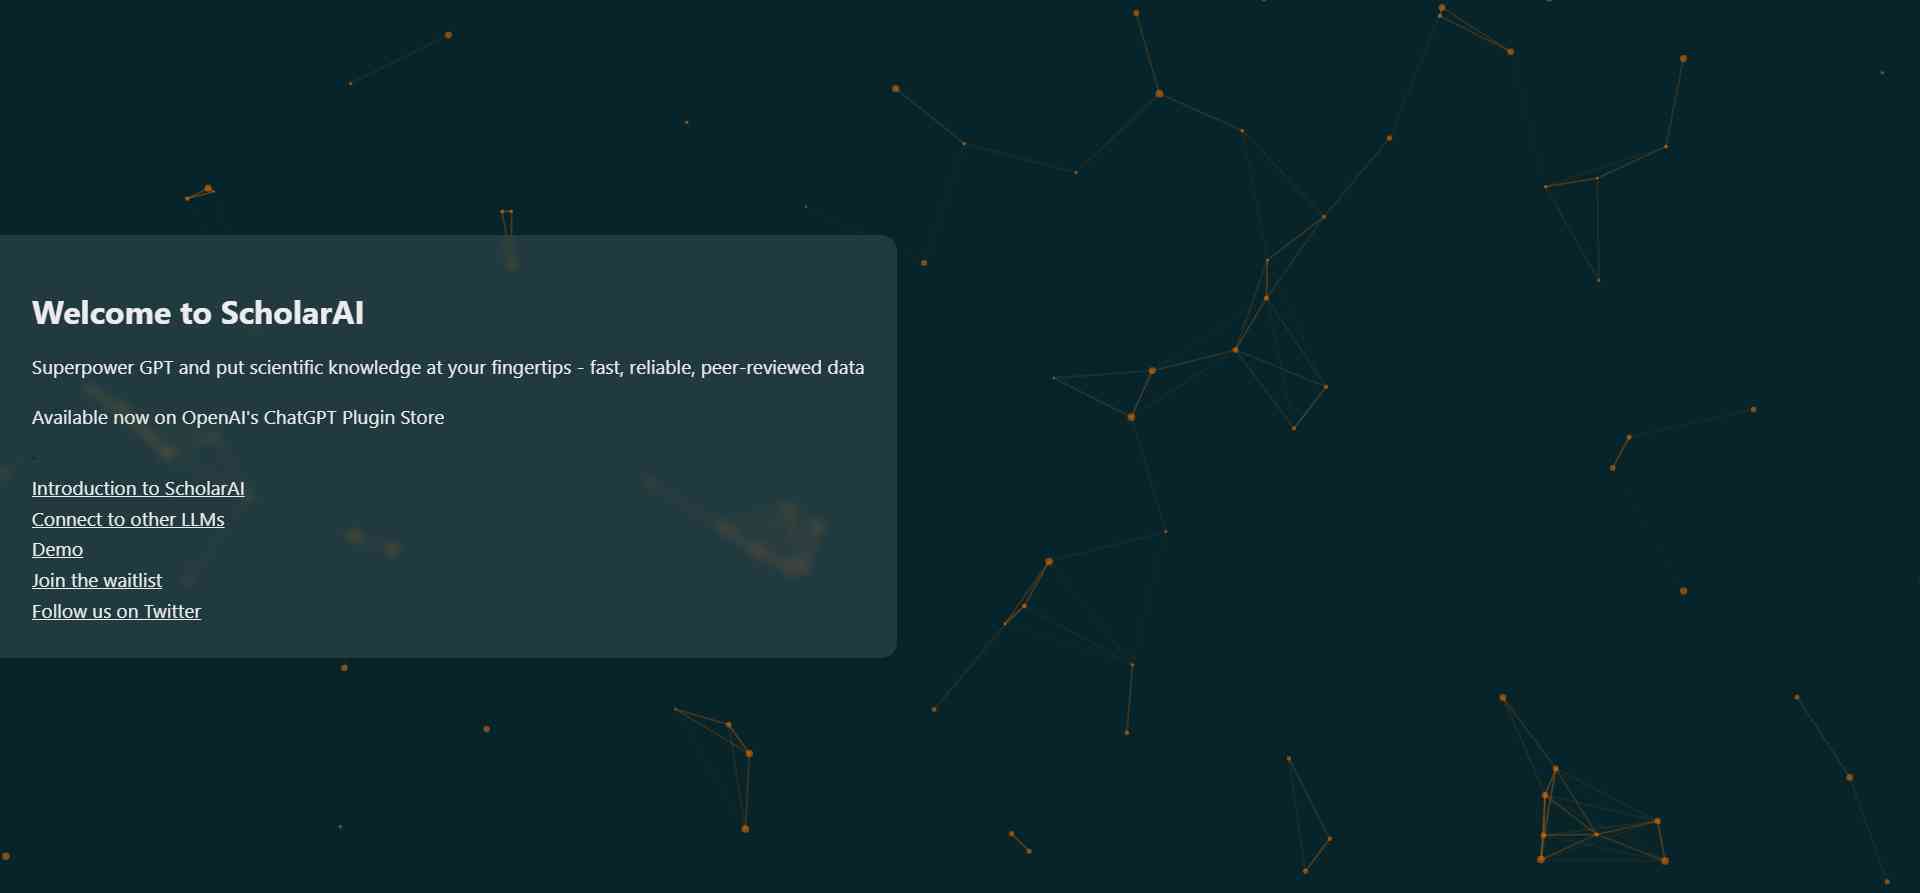 Welcome to ScholarAI
Superpower GPT and put scientific knowledge at your fingertips - fast, reliable, peer-reviewed data
Available now on OpenAI's ChatGPT Plugin Store
.
Introduction to ScholarAI
Connect to other LLMs
Demo
Join the waitlist
Follow us on Twitter